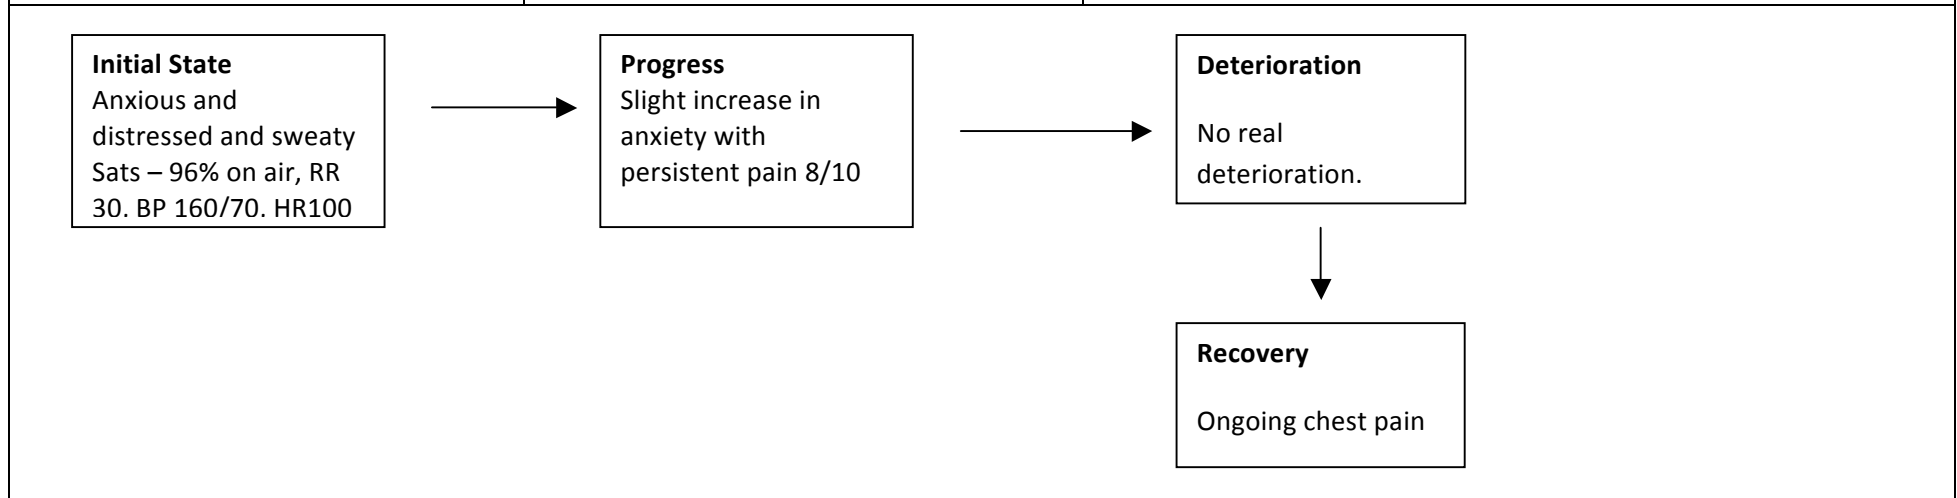 Initial State
Anxious and
distressed and sweaty
Sats – 96% on air, RR
30. BP 160/70. HR100
Progress
Slight increase in
anxiety with
persistent pain 8/10
Deterioration
No real
deterioration.
Recovery
Ongoing chest pain